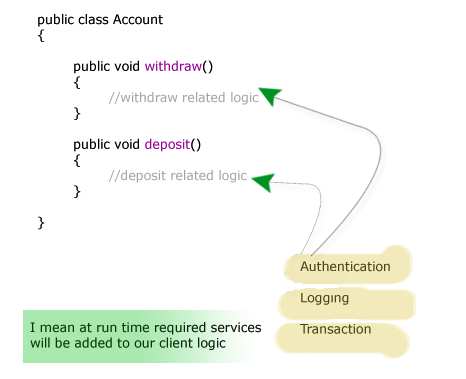 public class Account
{
public void withdraw()
{
//withdraw related logic
}
public void deposit()
{
//deposit related logic
}
}
Authentication
Logging
Transaction
I mean at run time required services
will be added to our client logic